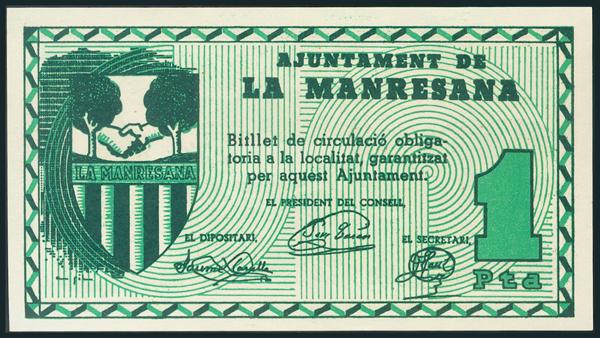 AJUNTAMENT DE
LA MANRESANA
LA MANRESANA
Bitllet de circulació obliga-
toria a la localitat, garantitzat
per aquest Ajuntament.
EL PRESIDENT DEL CONSELL,
EL DIPOSITARI,
EL SECRETARI,
1
Pta